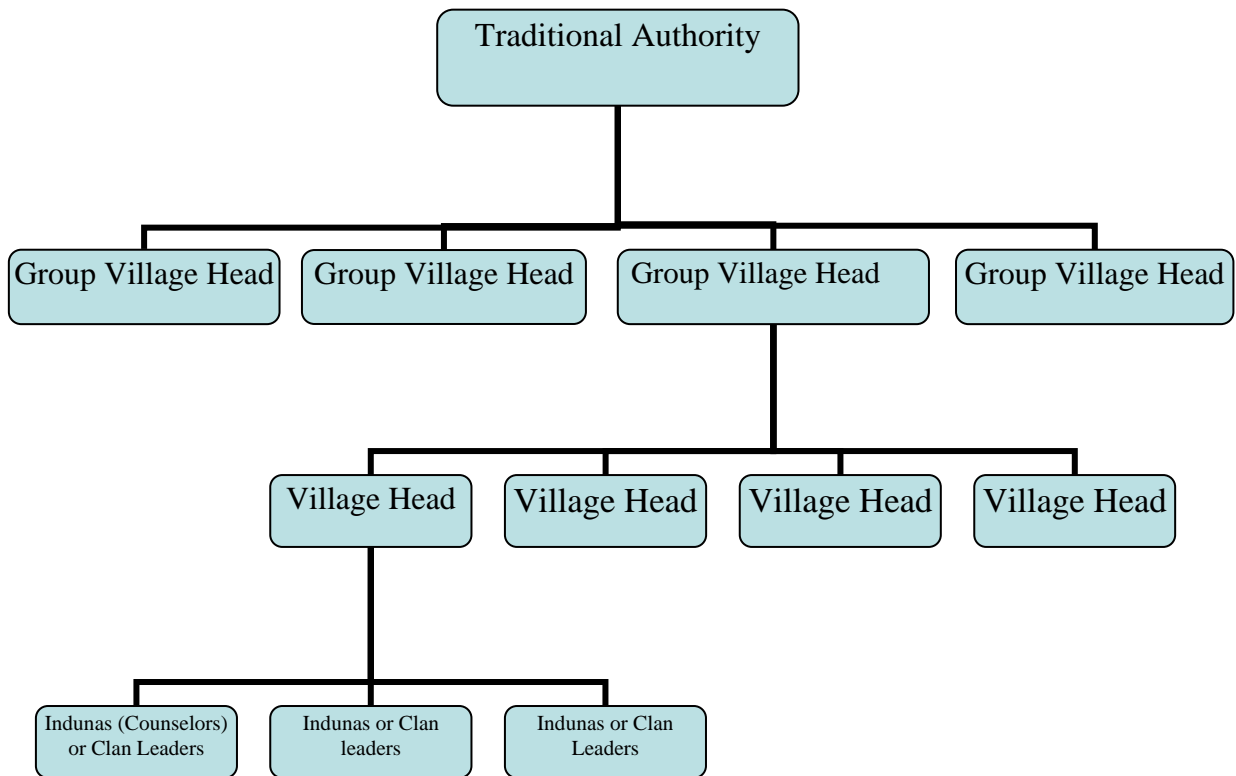 Traditional Authority
Group Village Head
Group Village Head
Group Village Head
Group Village Head
Village Head
Village Head
Village Head
Village Head
Indunas (Counselors)
or Clan Leaders
Indunas or Clan
leaders
Indunas or Clan
Leaders